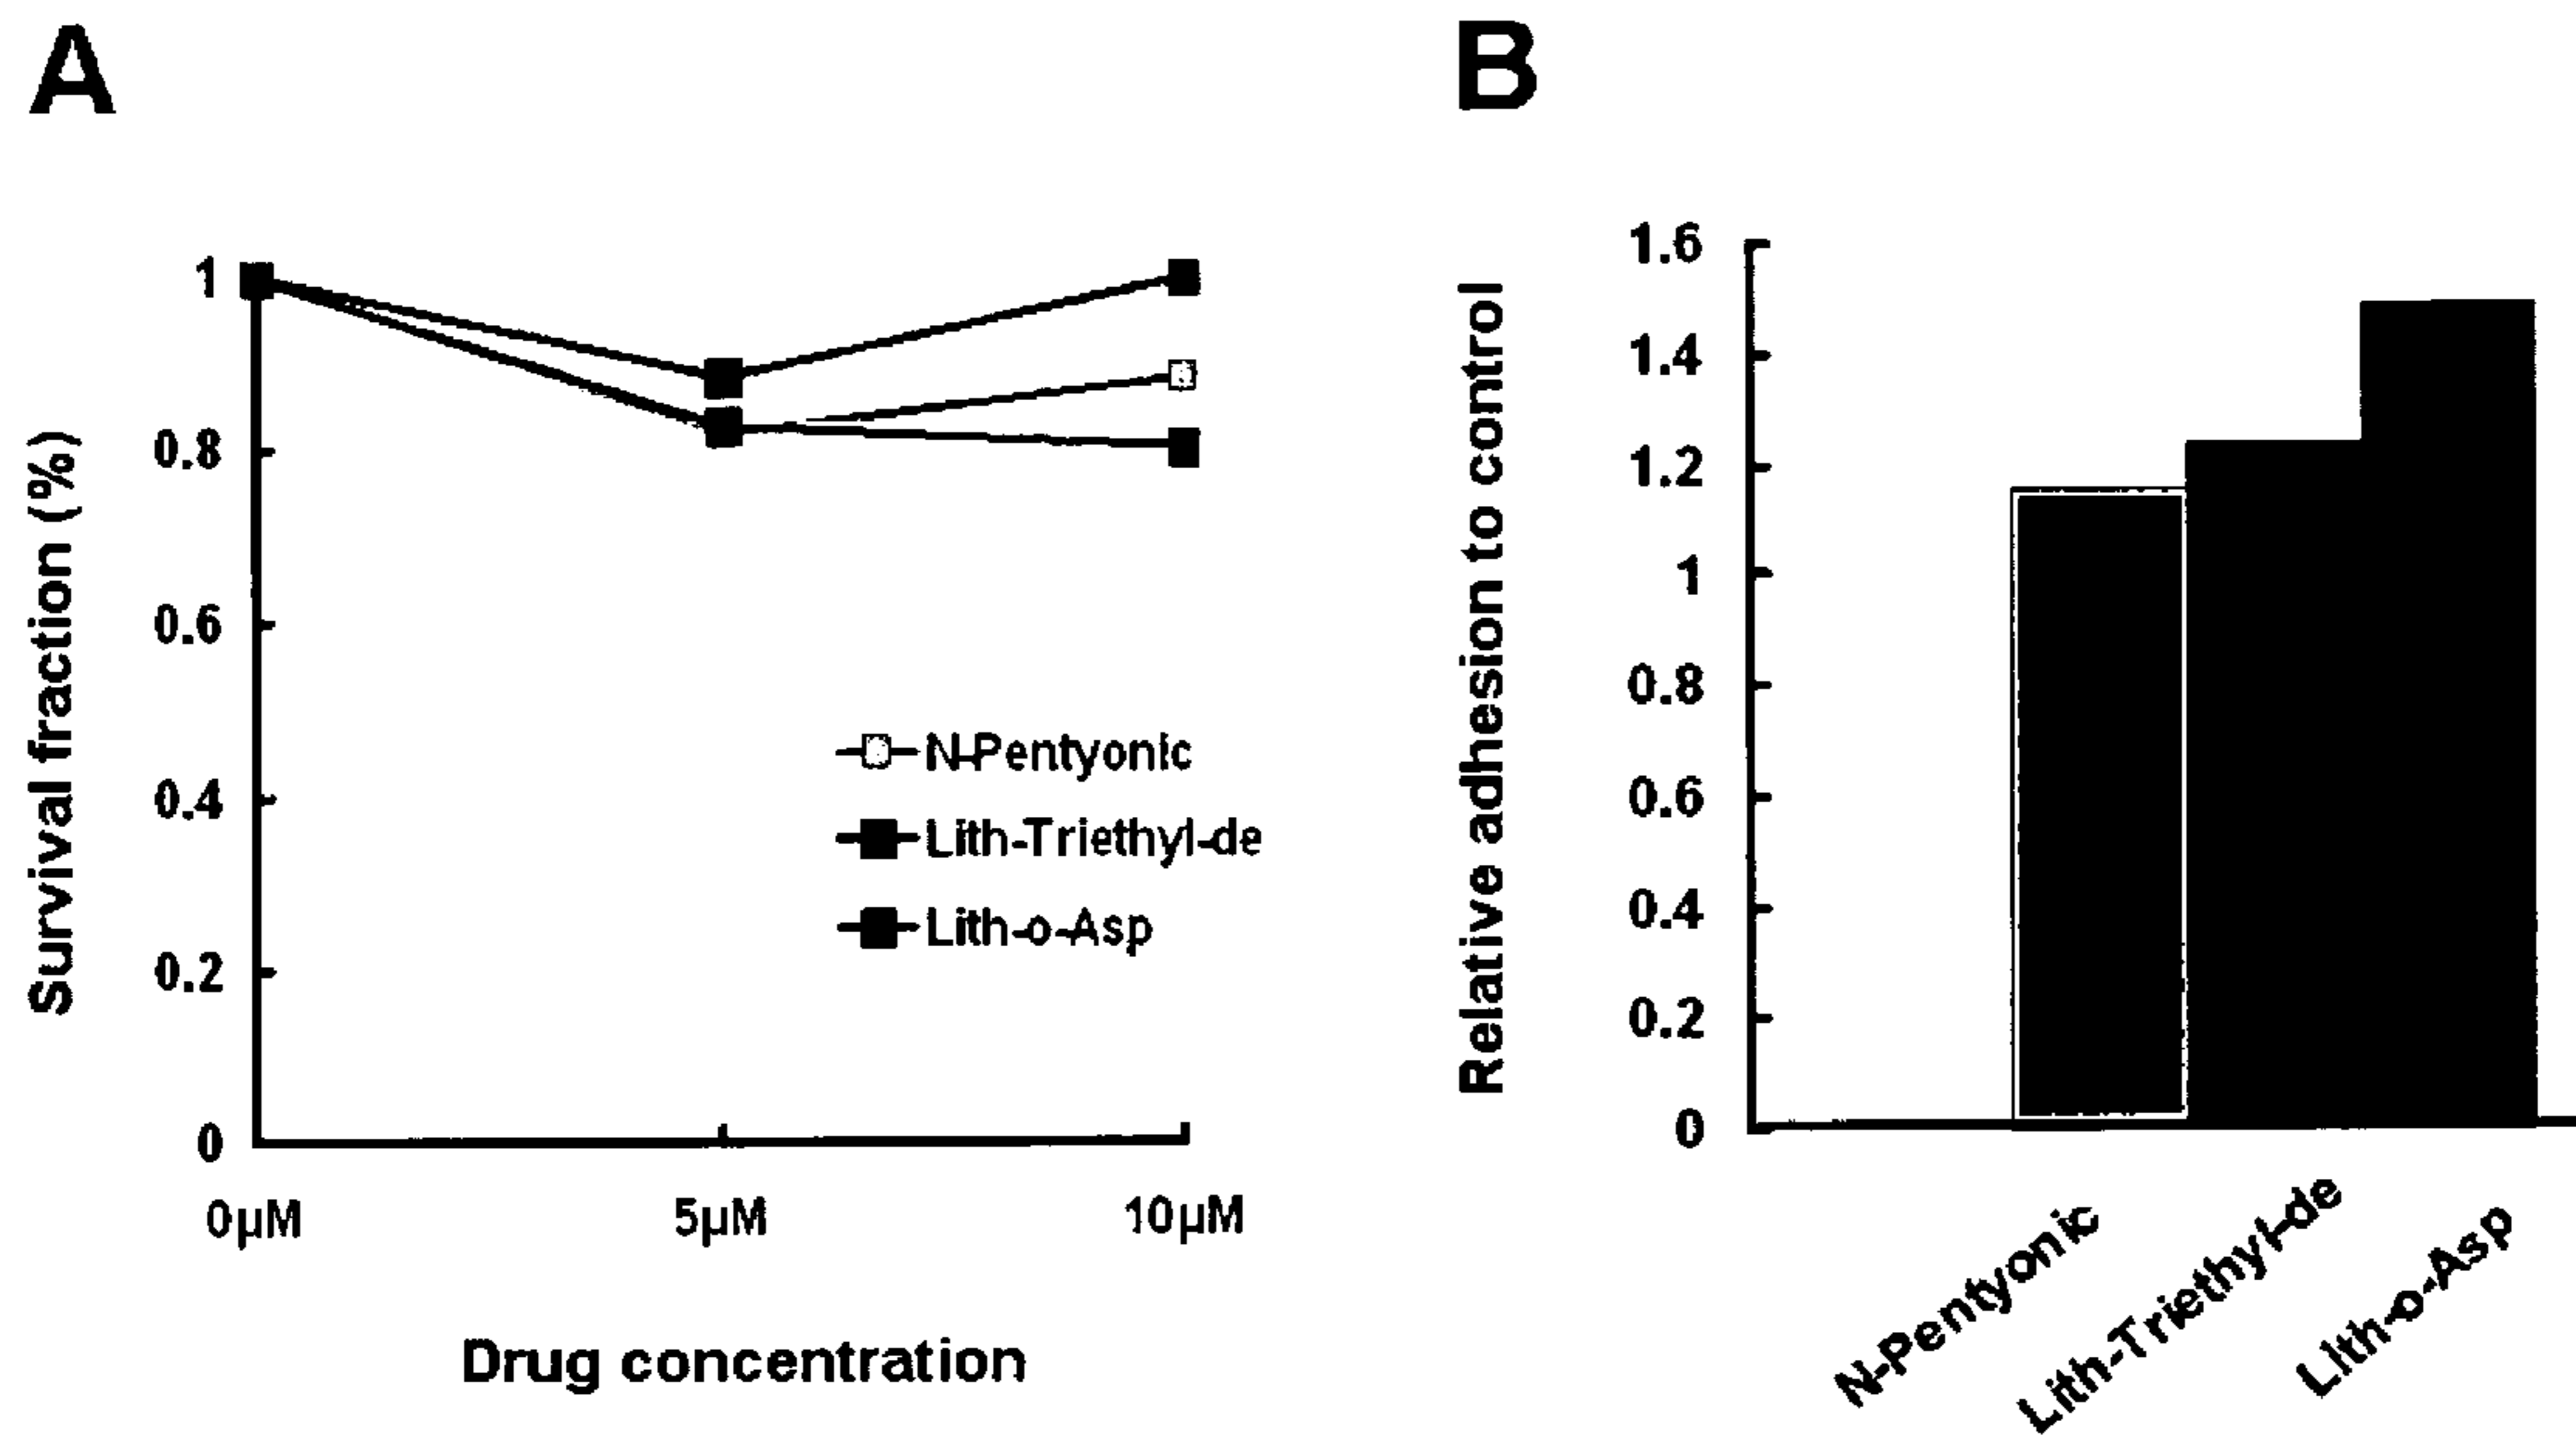 A
Survival fraction (%)
1
0.8
0.6
0.4
0.2
0
0µM
5µM
10µM
Drug concentration
N-Pentyonic
Lith-Triethyl-de
Lith-o-Asp
B
Relative adhesion to control
1.6
1.4
1.2
1
0.8
0.6
0.4
0.2
0
N-Pentyonic
Lith-Triethyl-de
Lith-o-Asp